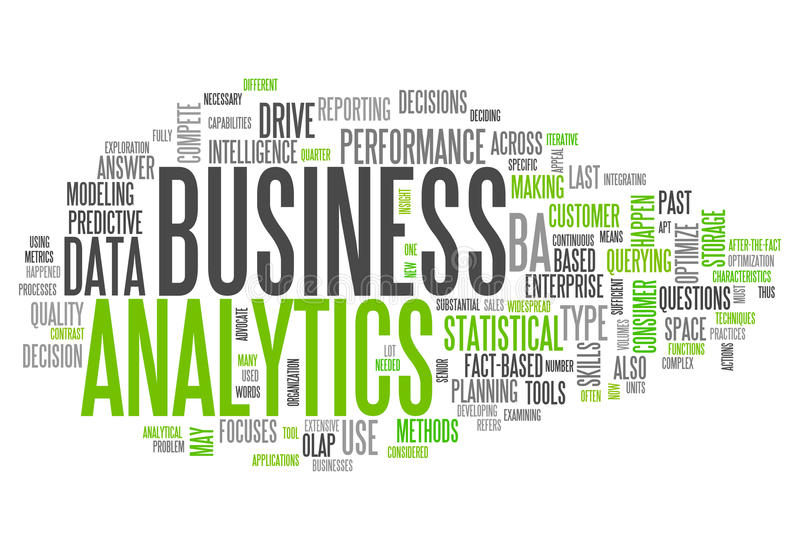 DIFFERENT
NECESSARY
COMPETE
CAPABILITIES
DRIVE
REPORTING
DECISIONS
DECIDING
FULLY
EXPLORATION
ANSWER
INTELLIGENCE
QUARTER
PERFORMANCE
ACROSS
ITERATIVE
APPEAL
SPECIFIC
MODELING
PREDICTIVE
BUSINESS
INSIGHT
MAKING
LAST
INTEGRATING
CUSTOMER
HAPPEN
PAST
APT
OPTIMIZE
STORAGE
USING
METRICS
HAPPENED
PROCESSES
DATA
NEW
ONE
BA
CONTINUOUS
MEANS
BASED
QUERYING
AFTER-THE-FACT
OPTIMIZATION
CHARACTERISTICS
MUST
THUS
ENTERPRISE
SUFFICIENT
CONSUMER
QUESTIONS
QUALITY
CONTRAST
DECISION
ANALYTICS
SUBSTANTIAL
SALES
WIDESPREAD
STATISTICAL
TYPE
VOLUMES
SKILLS
SPACE
TECHNIQUES
PRACTICES
FUNCTIONS
COMPLEX
ACTIONS
ADVOCATE
MANY
USED
WORDS
ORGANIZATION
LOT
NEEDED
SENIOR
FACT-BASED
NUMBER
ALSO
PLANNING
TOOLS
OFTEN
NOW
UNITS
DEVELOPING
EXAMINING
REFERS
ANALYTICAL
PROBLEM
MAY
FOCUSES
TOOL
EXTENSIVE
OLAP
USE
METHODS
CONSIDERED
APPLICATIONS
BUSINESSES